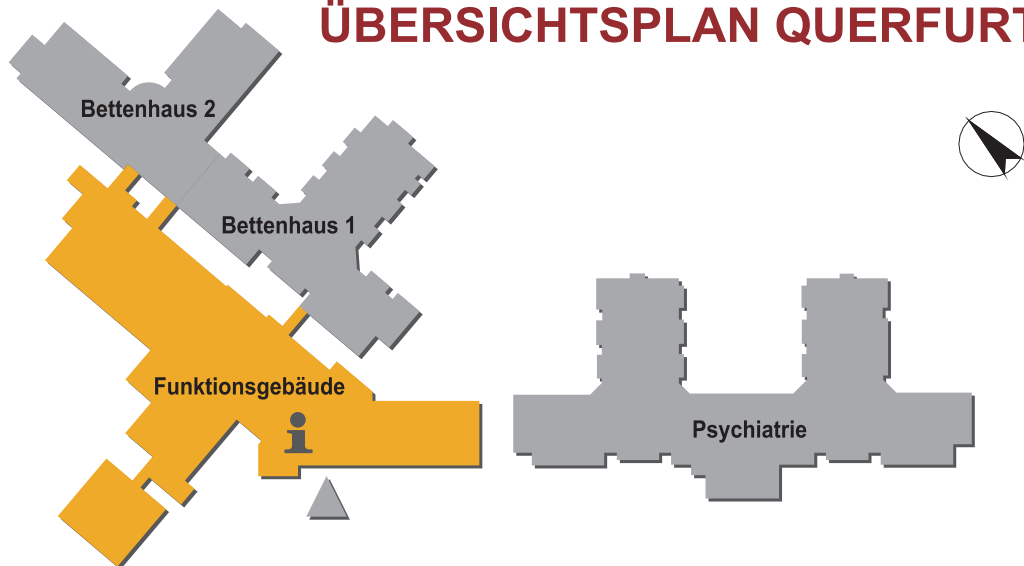 ÜBERSICHTSPLAN QUERFURT
Bettenhaus 2
Bettenhaus 1
Funktionsgebäude
i
Psychiatrie